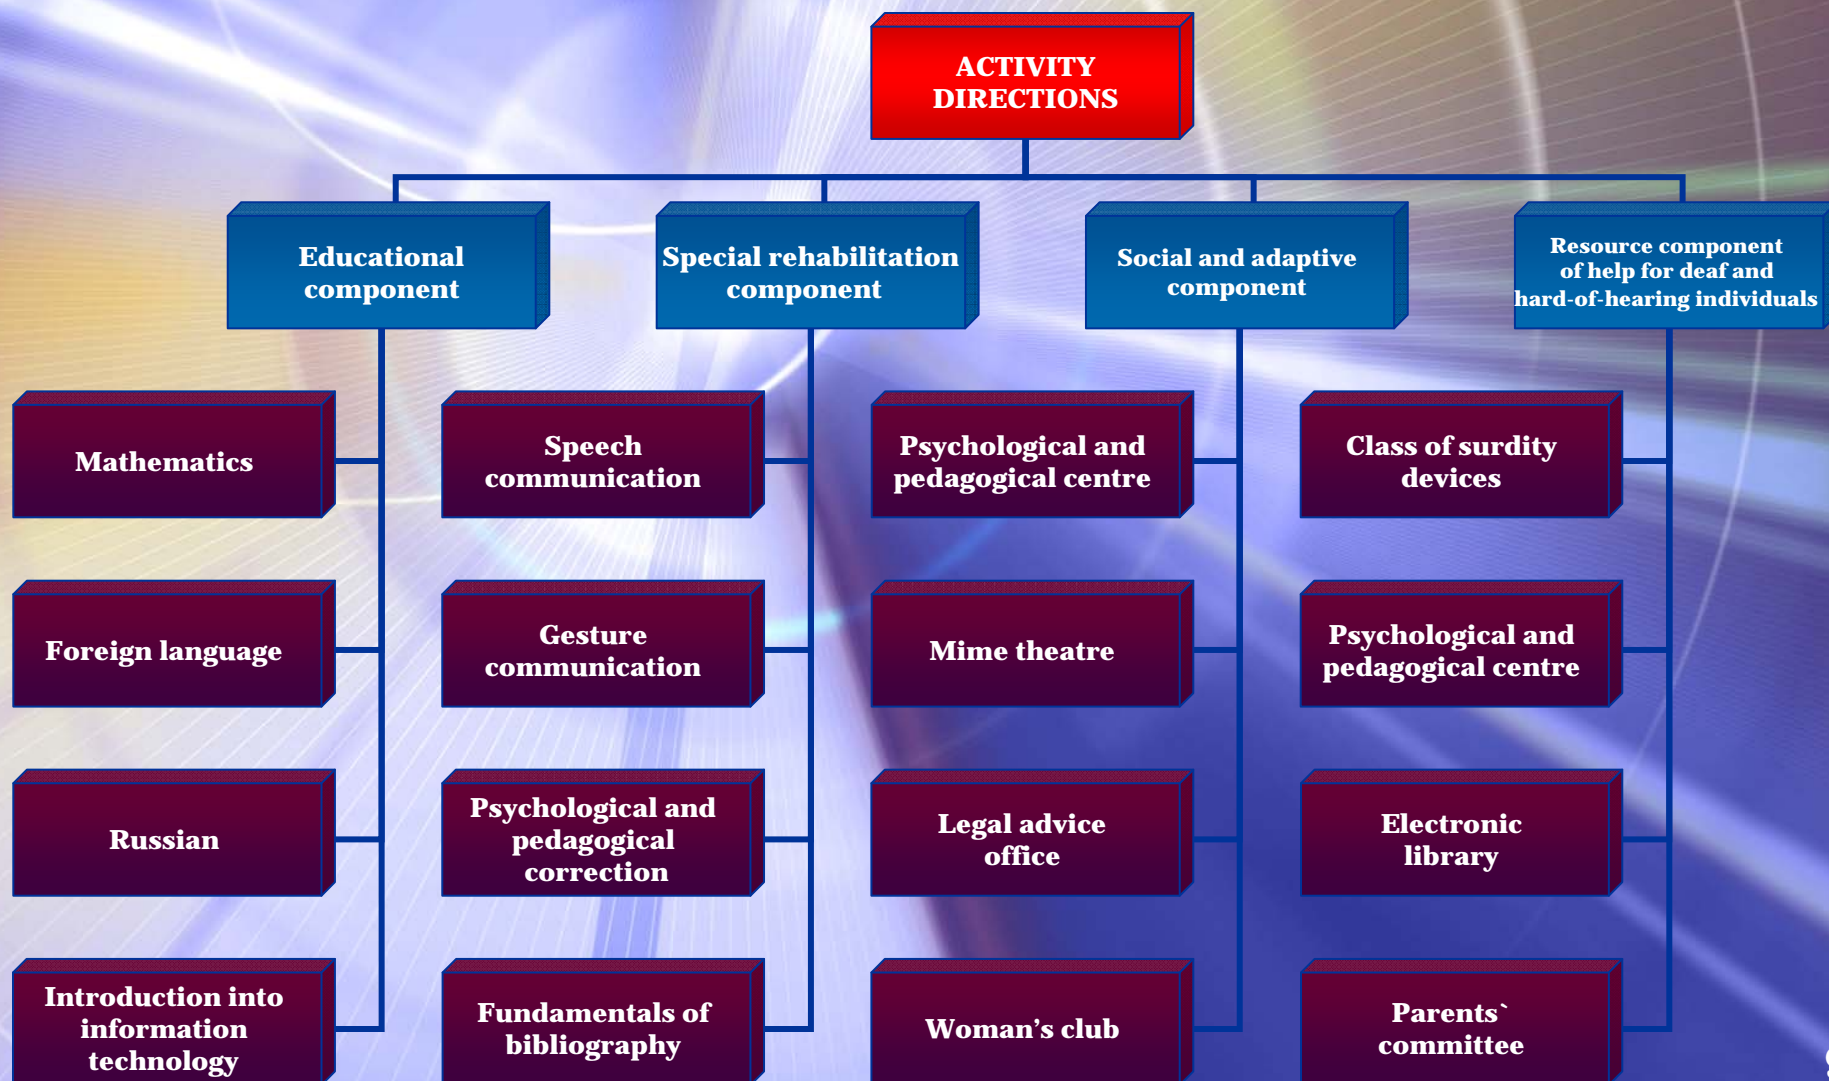 ACTIVITY
DIRECTIONS
Educational
component
Special rehabilitation
component
Social and adaptive
component
Resource component
of help for deaf and
hard-of-hearing individuals
Mathematics
Speech
communication
Psychological and
pedagogical centre
Class of surdity
devices
Foreign language
Gesture
communication
Mime theatre
Psychological and
pedagogical centre
Russian
Psychological and
pedagogical
correction
Legal advice
office
Electronic
library
Introduction into
information
technology
Fundamentals of
bibliography
Woman’s club
Parents`
committee